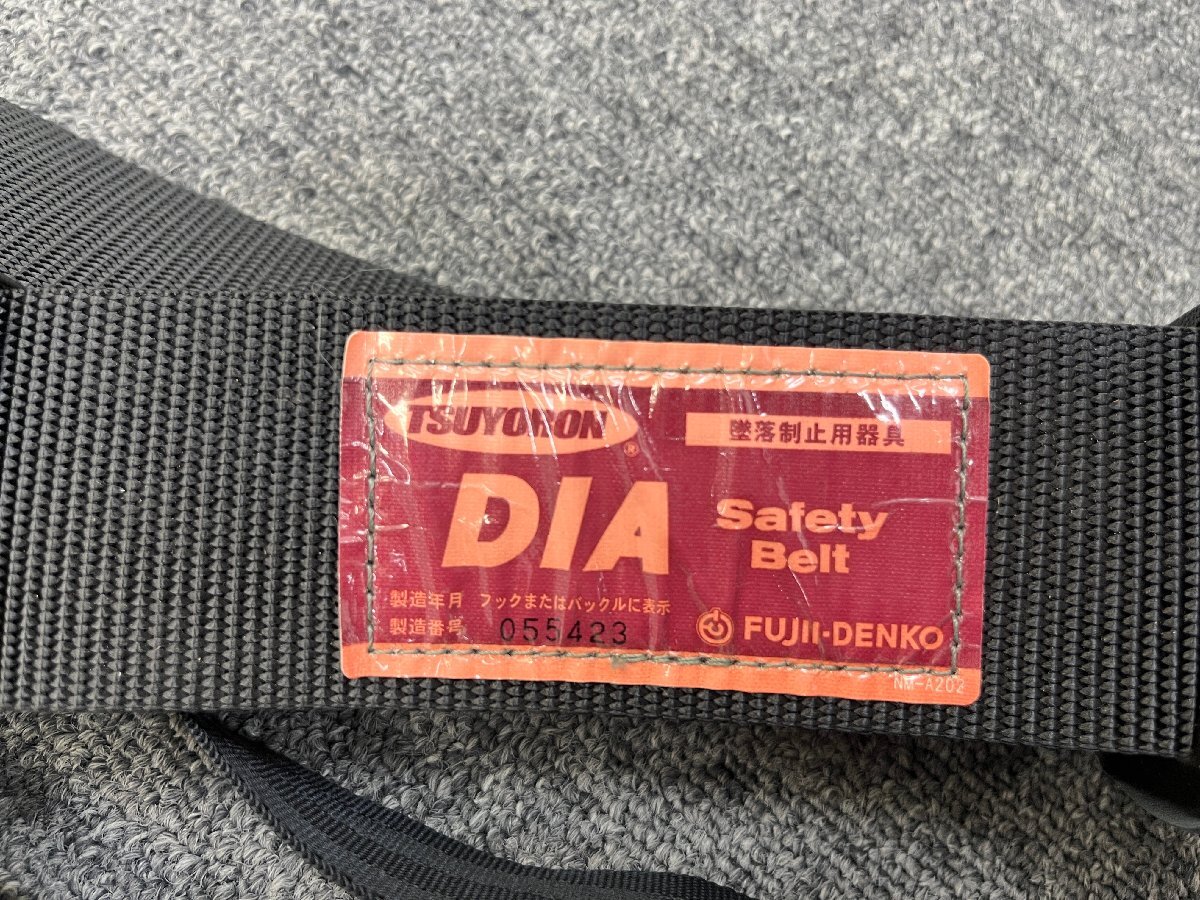 TSUYORON
®
墜落制止用器具
DIA
Safety
Belt
製造年月 フックまたはバックルに表示
製造番号 055423
FUJII-DENKO
NM-A202